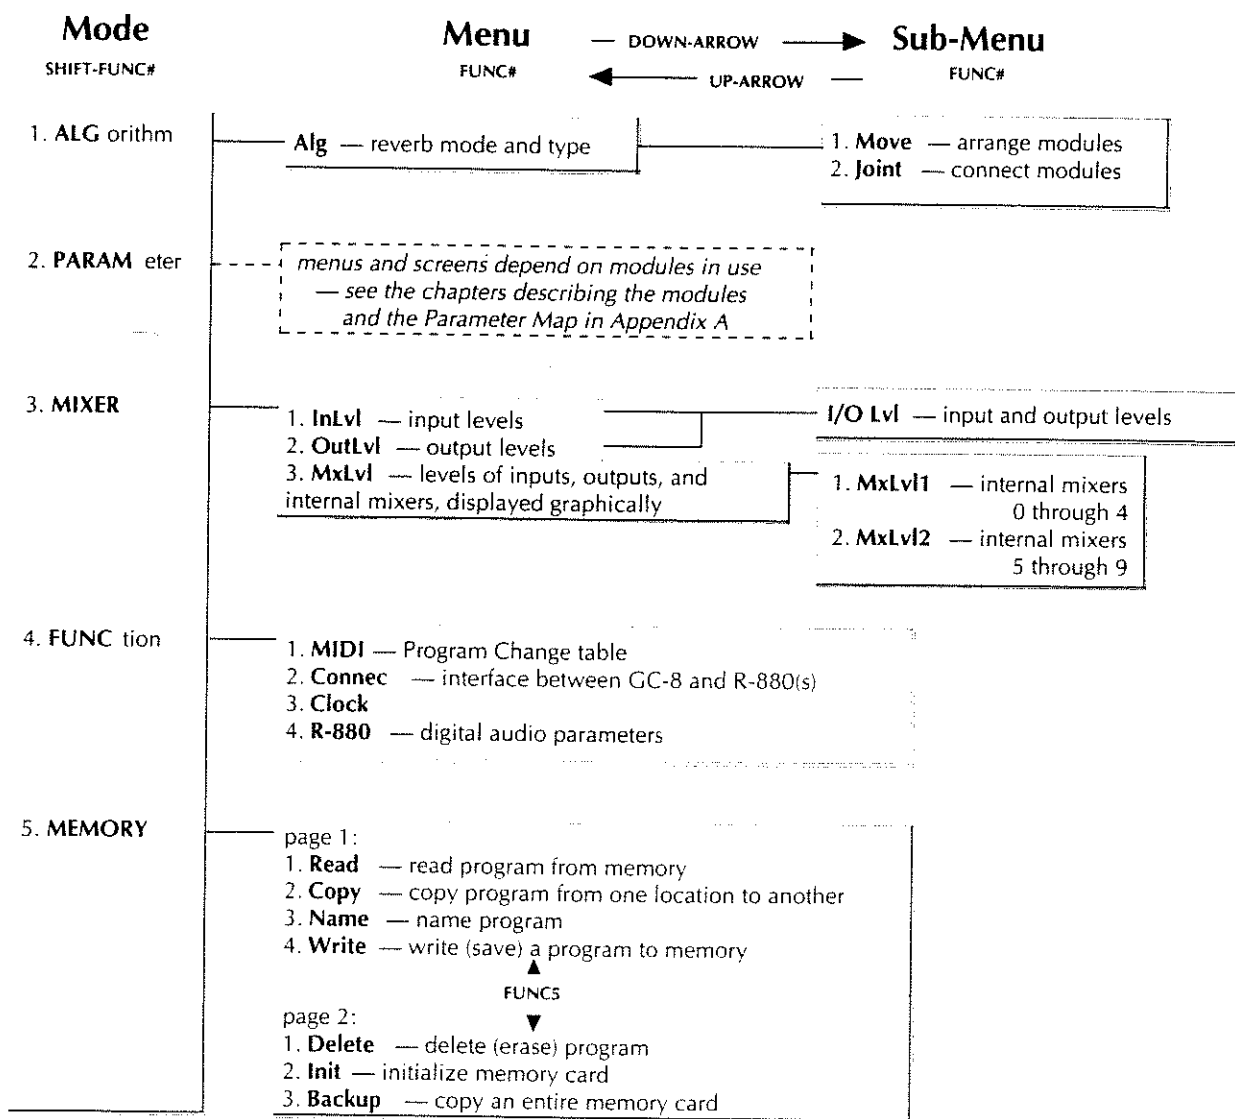 Mode
SHIFT-FUNC#
Menu
FUNC#
— DOWN-ARROW
UP-ARROW —
Sub-Menu
FUNC#
1. ALG orithm
Alg — reverb mode and type
1. Move — arrange modules
2. Joint — connect modules
2. PARAM eter
menus and screens depend on modules in use
— see the chapters describing the modules
and the Parameter Map in Appendix A
3. MIXER
1. InLvl — input levels
2. OutLvl — output levels
3. MxLvl — levels of inputs, outputs, and
internal mixers, displayed graphically
I/O Lvl — input and output levels
1. MxLvl1 — internal mixers
0 through 4
2. MxLvl2 — internal mixers
5 through 9
4. FUNC tion
1. MIDI — Program Change table
2. Connec — interface between GC-8 and R-880(s)
3. Clock
4. R-880 — digital audio parameters
5. MEMORY
page 1:
1. Read — read program from memory
2. Copy — copy program from one location to another
3. Name — name program
4. Write — write (save) a program to memory
FUNC5
page 2:
1. Delete — delete (erase) program
2. Init — initialize memory card
3. Backup — copy an entire memory card